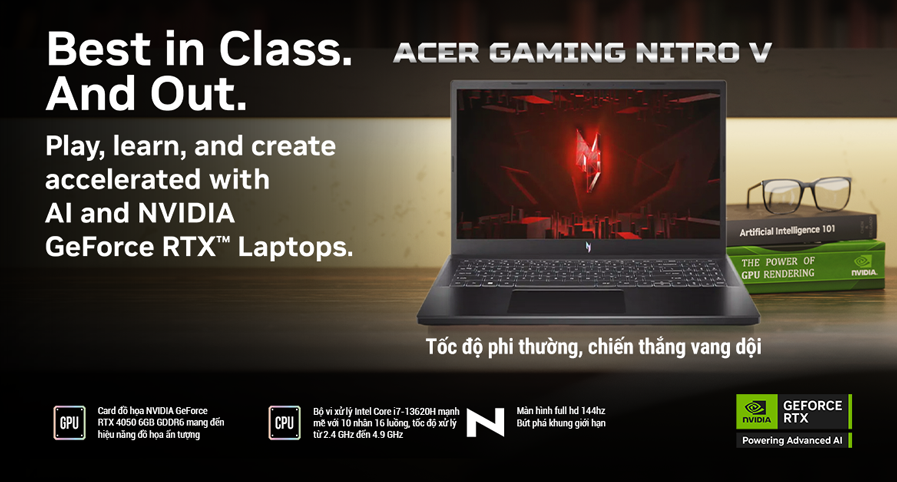 Best in Class.
And Out.
Play, learn, and create
accelerated with
AI and NVIDIA
GeForce RTX™ Laptops.
ACER GAMING NITRO V
Artificial Intelligence 101
THE POWER OF
GPU RENDERING
NVIDIA.
Tốc độ phi thường, chiến thắng vang dội
GPU
Card đồ họa NVIDIA GeForce
RTX 4050 6GB GDDR6 mang đến
hiệu năng đồ họa ấn tượng
CPU
Bộ vi xử lý Intel Core i7-13620H mạnh
mẽ với 10 nhân 16 luồng, tốc độ xử lý
từ 2.4 GHz đến 4.9 GHz
Màn hình full hd 144hz
Bứt phá khung giới hạn
NVIDIA
GEFORCE
RTX
Powering Advanced AI